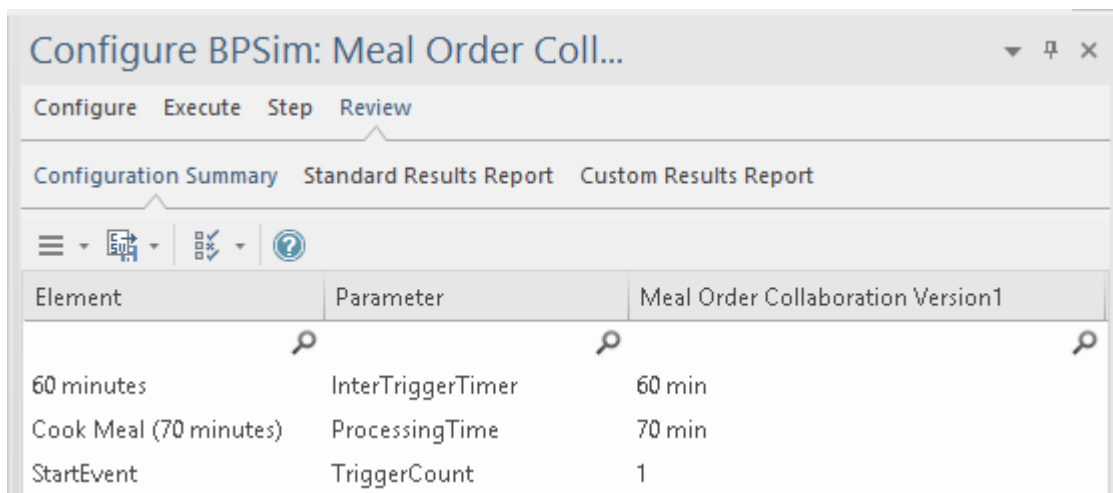 Configure BPSim: Meal Order Coll...
Configure Execute Step Review
Configuration Summary Standard Results Report Custom Results Report
Element Parameter Meal Order Collaboration Version1
60 minutes InterTriggerTimer 60 min
Cook Meal (70 minutes) ProcessingTime 70 min
StartEvent TriggerCount 1